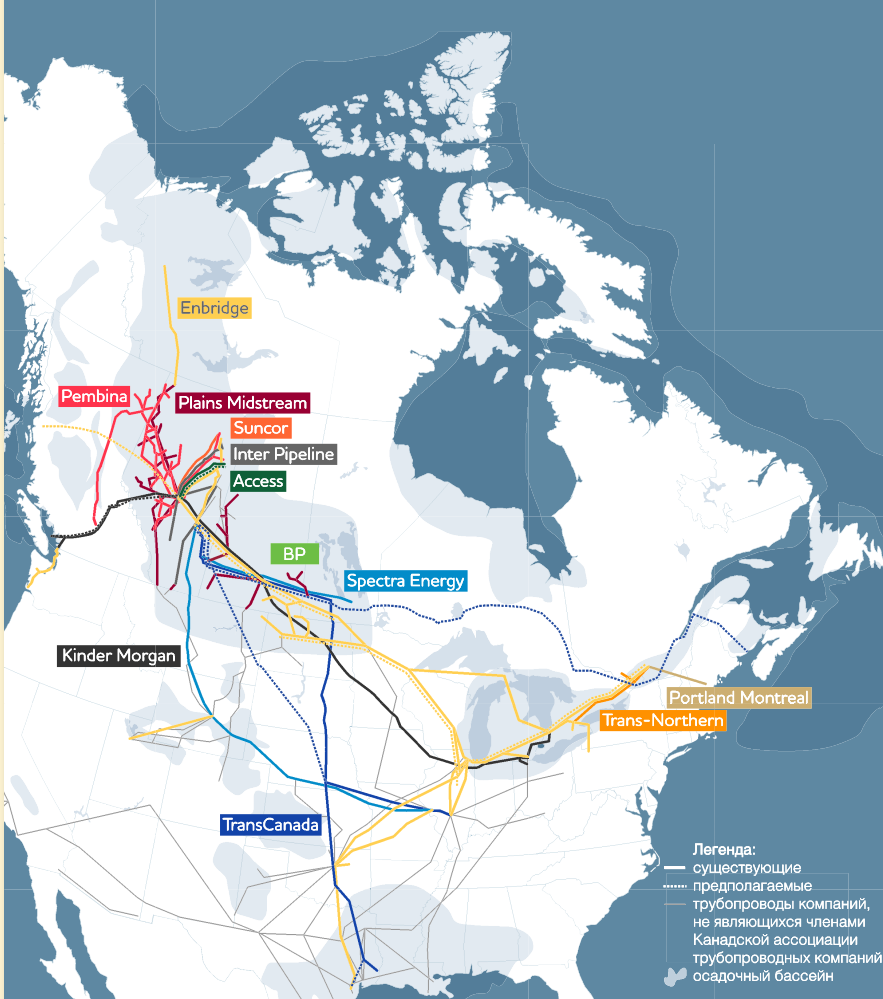 Enbridge
Pembina
Plains Midstream
Suncor
Inter Pipeline
Access
BP
Spectra Energy
Kinder Morgan
Portland Montreal
Trans-Northern
TransCanada
Легенда:
существующие
предполагаемые
трубопроводы компаний,
не являющихся членами
Канадской ассоциации
трубопроводных компаний
осадочный бассейн